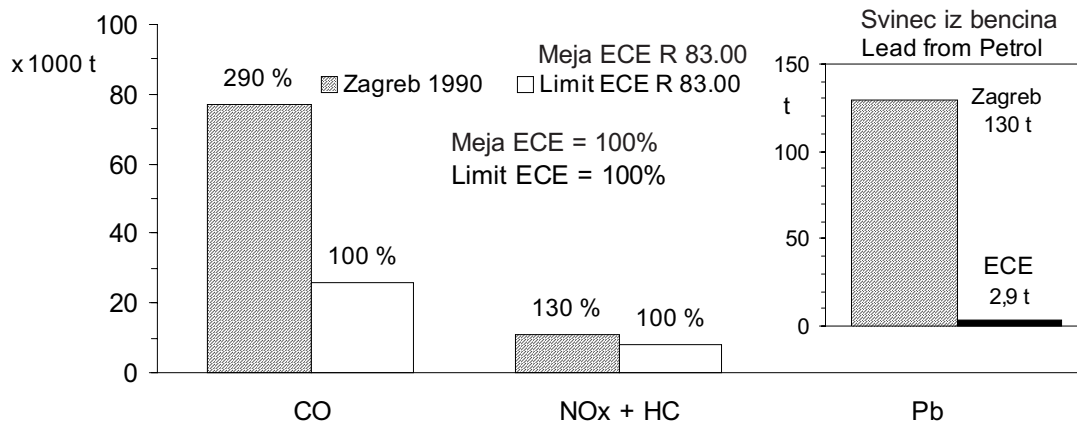 100
x 1000 t
80
60
40
20
0
290 %
100 %
130 %
100 %
Meja ECE R 83.00
Zagreb 1990
Limit ECE R 83.00
Meja ECE = 100%
Limit ECE = 100%
CO
NOx + HC
Pb
Svinec iz bencina
Lead from Petrol
150
t
100
50
0
Zagreb
130 t
ECE
2,9 t